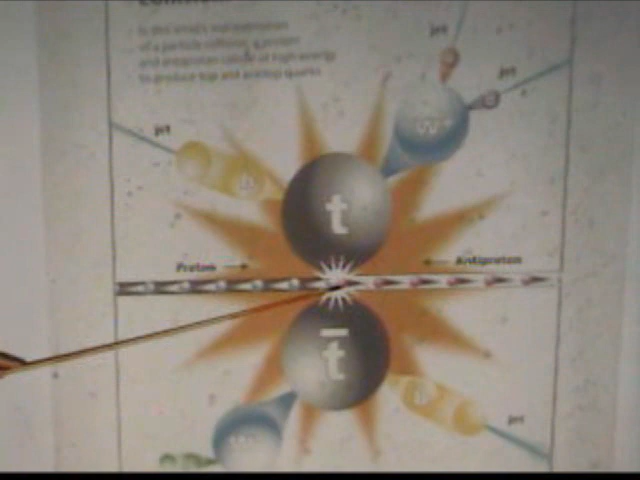 In this artist's representation
of a particle collision, a proton
and antiproton collide at high energy
to produce top and antitop quarks.
jet
jet
W
jet
b
t
Proton
Antiproton
t̄
jet